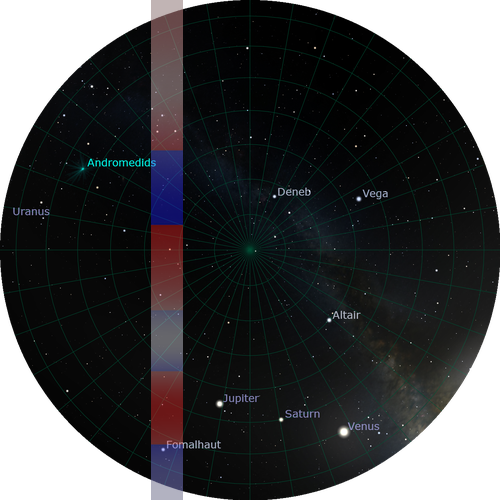 Andromedids
Deneb
Vega
Uranus
Altair
Jupiter
Saturn
Venus
Fomalhaut